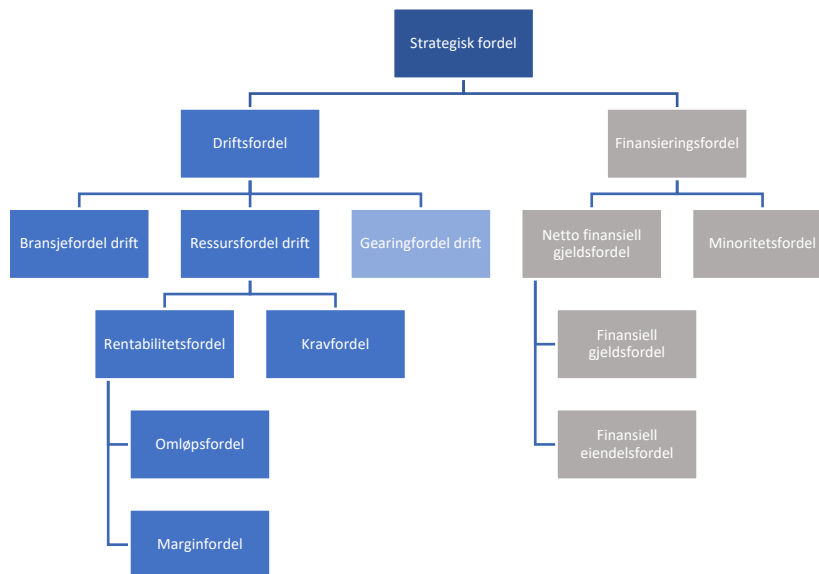 Strategisk fordel
Driftsfordel
Finansieringsfordel
Bransjefordel drift
Ressursfordel drift
Gearingfordel drift
Netto finansiell
gjeldsfordel
Minoritetsfordel
Rentabilitetsfordel
Kravfordel
Finansiell
gjeldsfordel
Omløpsfordel
Finansiell
eiendelsfordel
Marginfordel